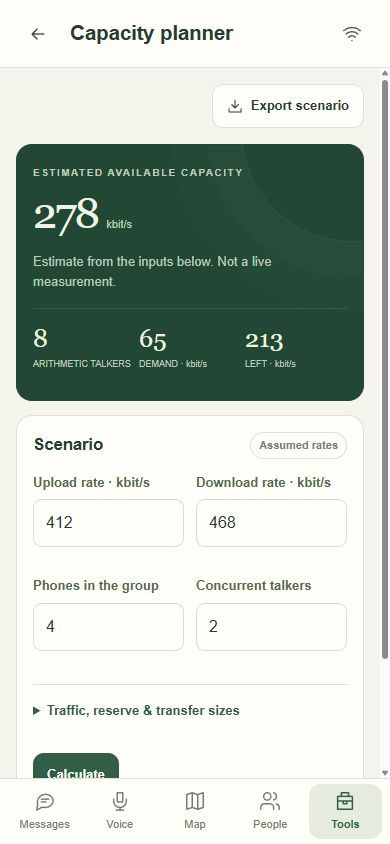 Capacity planner
Export scenario
ESTIMATED AVAILABLE CAPACITY
278 kbit/s
Estimate from the inputs below. Not a live
measurement.
8 65 213
ARITHMETIC TALKERS DEMAND · kbit/s LEFT · kbit/s
Scenario Assumed rates
Upload rate · kbit/s Download rate · kbit/s
412 468
Phones in the group Concurrent talkers
4 2
Traffic, reserve & transfer sizes
Calculate
Messages Voice Map People Tools